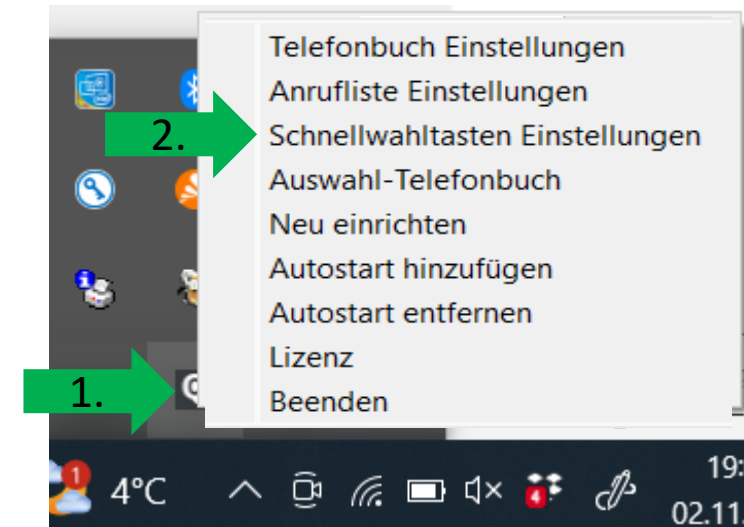 Telefonbuch Einstellungen
Anrufliste Einstellungen
2.
Schnellwahltasten Einstellungen
Auswahl-Telefonbuch
Neu einrichten
Autostart hinzufügen
Autostart entfernen
Lizenz
1.
Beenden
1
4°C
4
19:
02.11